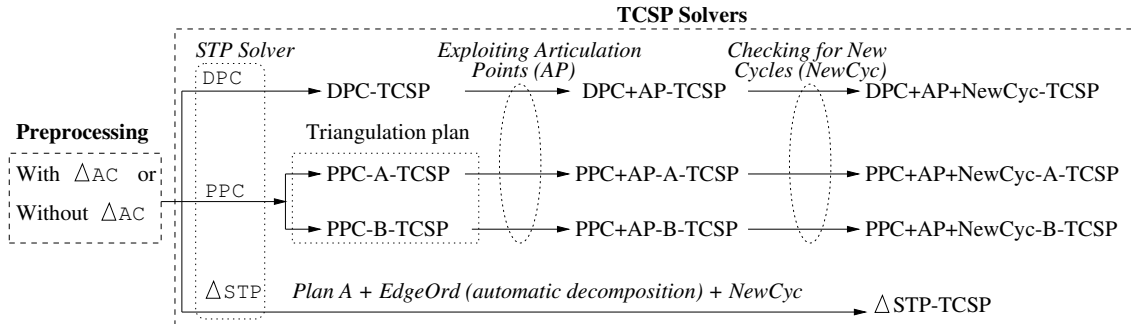 TCSP Solvers
STP Solver
Exploiting Articulation
Points (AP)
Checking for New
Cycles (NewCyc)
DPC
DPC-TCSP
DPC+AP-TCSP
DPC+AP+NewCyc-TCSP
Preprocessing
Triangulation plan
With △AC or
Without △AC
PPC
PPC-A-TCSP
PPC+AP-A-TCSP
PPC+AP+NewCyc-A-TCSP
PPC-B-TCSP
PPC+AP-B-TCSP
PPC+AP+NewCyc-B-TCSP
△STP
Plan A + EdgeOrd (automatic decomposition) + NewCyc
△STP-TCSP